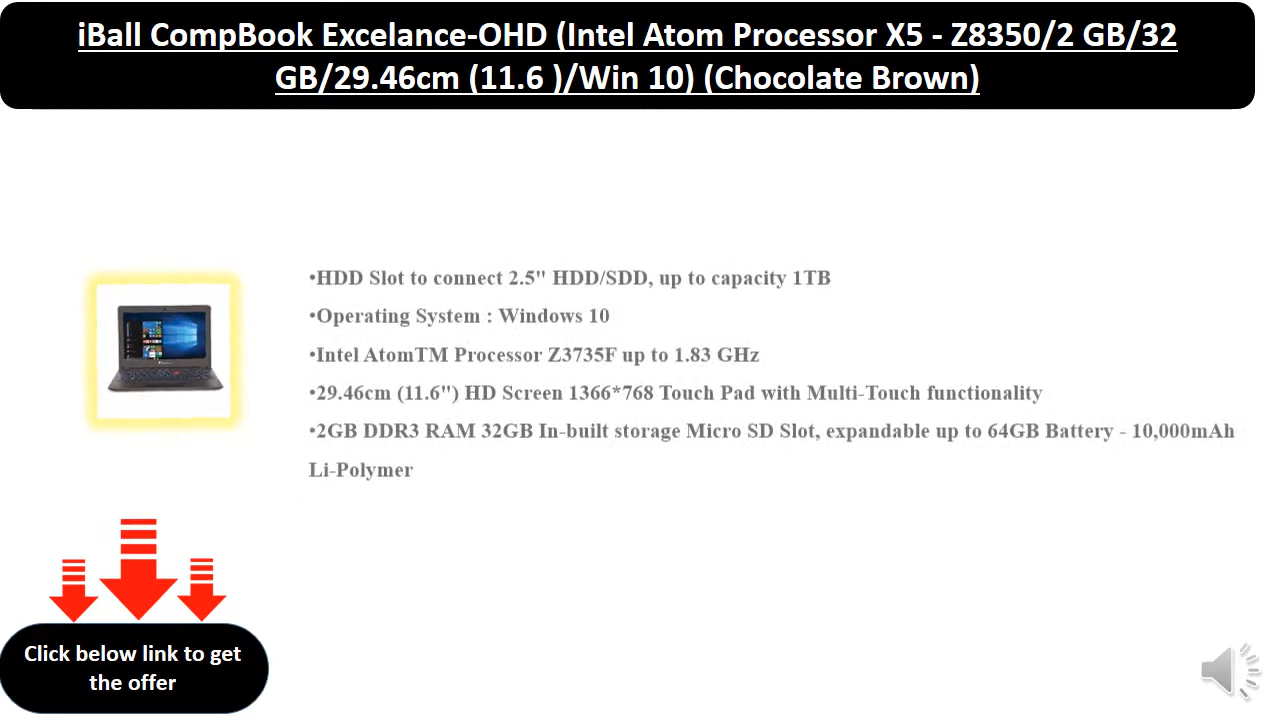 iBall CompBook Excelance-OHD (Intel Atom Processor X5 - Z8350/2 GB/32
GB/29.46cm (11.6 )/Win 10) (Chocolate Brown)
•HDD Slot to connect 2.5" HDD/SDD, up to capacity 1TB
•Operating System : Windows 10
•Intel AtomTM Processor Z3735F up to 1.83 GHz
•29.46cm (11.6") HD Screen 1366*768 Touch Pad with Multi-Touch functionality
•2GB DDR3 RAM 32GB In-built storage Micro SD Slot, expandable up to 64GB Battery - 10,000mAh
Li-Polymer
Click below link to get
the offer